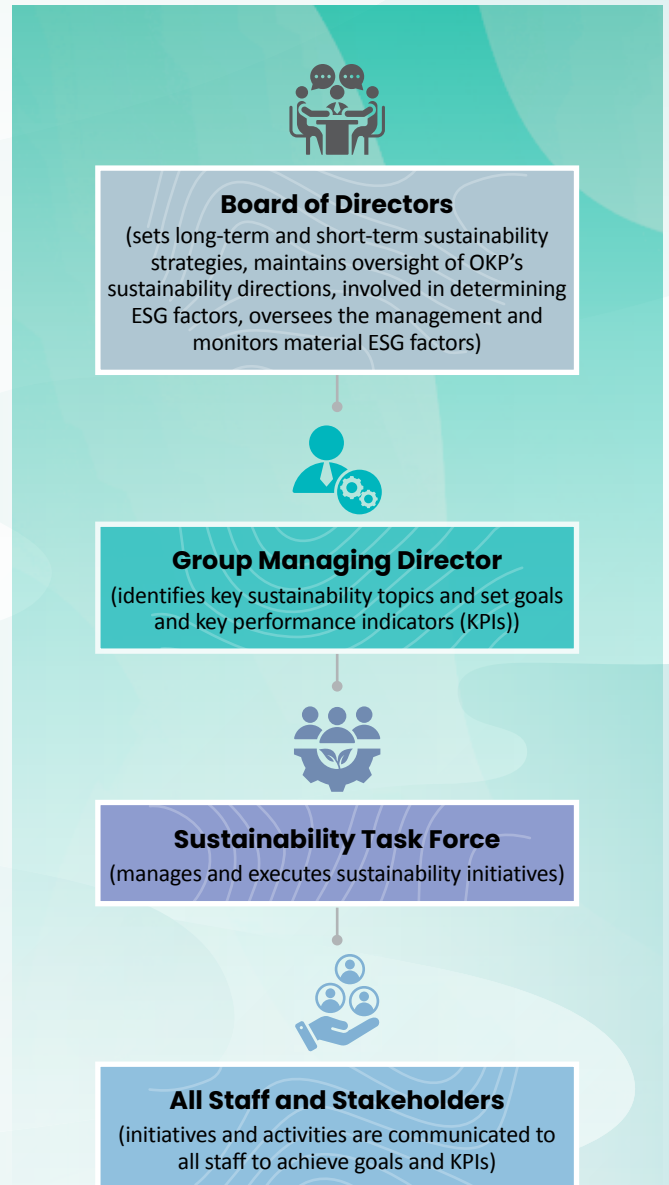 Board of Directors
(sets long-term and short-term sustainability
strategies, maintains oversight of OKP’s
sustainability directions, involved in determining
ESG factors, oversees the management and
monitors material ESG factors)
Group Managing Director
(identifies key sustainability topics and set goals
and key performance indicators (KPIs))
Sustainability Task Force
(manages and executes sustainability initiatives)
All Staff and Stakeholders
(initiatives and activities are communicated to
all staff to achieve goals and KPIs)